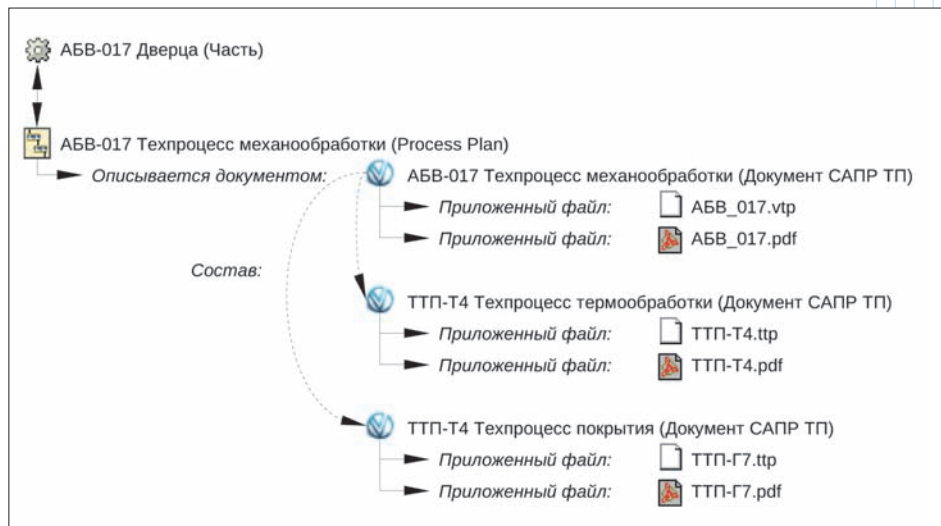 АБВ-017 Дверца (Часть)
АБВ-017 Техпроцесс механообработки (Process Plan)
Описывается документом: АБВ-017 Техпроцесс механообработки (Документ САПР ТП)
Приложенный файл: АБВ_017.vtp
Приложенный файл: АБВ_017.pdf
Состав:
ТТП-Т4 Техпроцесс термообработки (Документ САПР ТП)
Приложенный файл: ТТП-Т4.ttp
Приложенный файл: ТТП-Т4.pdf
ТТП-Т4 Техпроцесс покрытия (Документ САПР ТП)
Приложенный файл: ТТП-Г7.ttp
Приложенный файл: ТТП-Г7.pdf